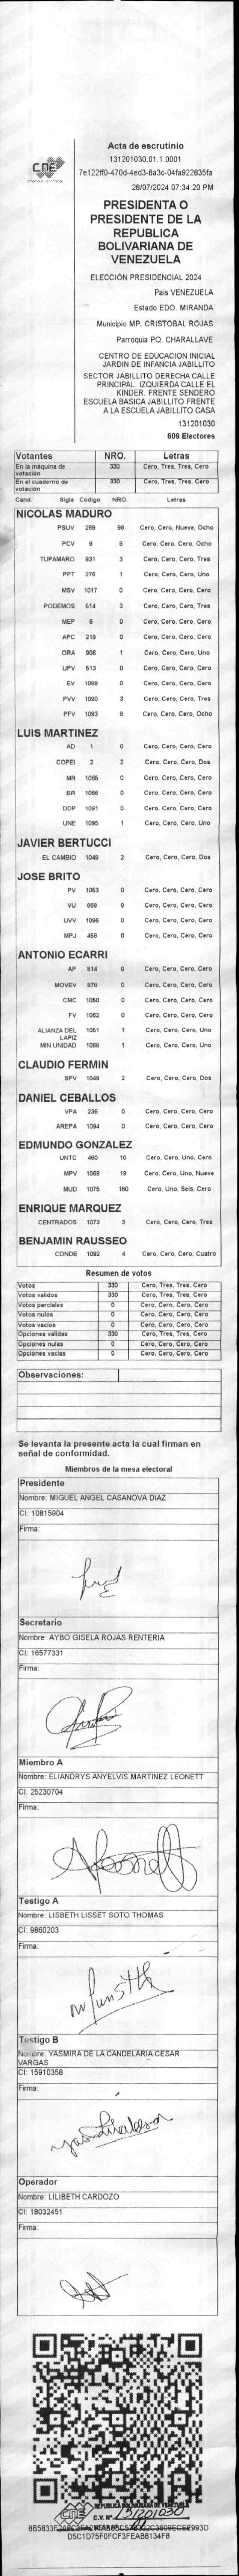 CNE
Acta de escrutinio
131201030.01.1.0001
7e122ff0-470d-4ed3-8a3c-04fa922835fa
28/07/2024 07:34:20 PM
PRESIDENTA O
PRESIDENTE DE LA
REPUBLICA
BOLIVARIANA DE
VENEZUELA
ELECCIÓN PRESIDENCIAL 2024
País VENEZUELA
Estado EDO. MIRANDA
Municipio MP. CRISTOBAL ROJAS
Parroquia PQ. CHARALLAVE
CENTRO DE EDUCACION INICIAL
JARDIN DE INFANCIA JABILLITO
SECTOR JABILLITO DERECHA CALLE
PRINCIPAL. IZQUIERDA CALLE EL
KINDER. FRENTE SENDERO
ESCUELA BASICA JABILLITO FRENTE
A LA ESCUELA JABILLITO CASA
131201030
609 Electores
Votantes NRO. Letras
En la máquina de votación 330 Cero, Tres, Tres, Cero
En el cuaderno de votación 330 Cero, Tres, Tres, Cero
Cand. Sigla Codigo NRO. Letras
NICOLAS MADURO
PSUV 269 98 Cero, Cero, Nueve, Ocho
PCV 9 8 Cero, Cero, Cero, Ocho
TUPAMARO 931 3 Cero, Cero, Cero, Tres
PPT 276 1 Cero, Cero, Cero, Uno
MSV 1017 0 Cero, Cero, Cero, Cero
PODEMOS 514 3 Cero, Cero, Cero, Tres
MEP 6 0 Cero, Cero, Cero, Cero
APC 219 0 Cero, Cero, Cero, Cero
ORA 906 1 Cero, Cero, Cero, Uno
UPV 513 0 Cero, Cero, Cero, Cero
EV 1089 0 Cero, Cero, Cero, Cero
PVV 1090 3 Cero, Cero, Cero, Tres
PFV 1093 8 Cero, Cero, Cero, Ocho
LUIS MARTINEZ
AD 1 0 Cero, Cero, Cero, Cero
COPEI 2 2 Cero, Cero, Cero, Dos
MR 1065 0 Cero, Cero, Cero, Cero
BR 1066 0 Cero, Cero, Cero, Cero
DDP 1091 0 Cero, Cero, Cero, Cero
UNE 1095 1 Cero, Cero, Cero, Uno
JAVIER BERTUCCI
EL CAMBIO 1048 2 Cero, Cero, Cero, Dos
JOSE BRITO
PV 1053 0 Cero, Cero, Cero, Cero
VU 868 0 Cero, Cero, Cero, Cero
UVV 1096 0 Cero, Cero, Cero, Cero
MPJ 458 0 Cero, Cero, Cero, Cero
ANTONIO ECARRI
AP 814 0 Cero, Cero, Cero, Cero
MOVEV 978 0 Cero, Cero, Cero, Cero
CMC 1050 0 Cero, Cero, Cero, Cero
FV 1062 0 Cero, Cero, Cero, Cero
ALIANZA DEL LAPIZ 1051 1 Cero, Cero, Cero, Uno
MIN UNIDAD 1068 1 Cero, Cero, Cero, Uno
CLAUDIO FERMIN
SPV 1049 2 Cero, Cero, Cero, Dos
DANIEL CEBALLOS
VPA 236 0 Cero, Cero, Cero, Cero
AREPA 1094 0 Cero, Cero, Cero, Cero
EDMUNDO GONZALEZ
UNTC 460 10 Cero, Cero, Uno, Cero
MPV 1069 19 Cero, Cero, Uno, Nueve
MUD 1075 160 Cero, Uno, Seis, Cero
ENRIQUE MARQUEZ
CENTRADOS 1073 3 Cero, Cero, Cero, Tres
BENJAMIN RAUSSEO
CONDE 1092 4 Cero, Cero, Cero, Cuatro
Resumen de votos
Votos 330 Cero, Tres, Tres, Cero
Votos validos 330 Cero, Tres, Tres, Cero
Votos parciales 0 Cero, Cero, Cero, Cero
Votos nulos 0 Cero, Cero, Cero, Cero
Votos vacios 0 Cero, Cero, Cero, Cero
Opciones validas 330 Cero, Tres, Tres, Cero
Opciones nulas 0 Cero, Cero, Cero, Cero
Opciones vacias 0 Cero, Cero, Cero, Cero
Observaciones:
Se levanta la presente acta la cual firman en
señal de conformidad.
Miembros de la mesa electoral
Presidente
Nombre: MIGUEL ANGEL CASANOVA DIAZ
CI: 10815904
Firma:
Secretario
Nombre: AYBO GISELA ROJAS RENTERIA
CI: 16577331
Firma:
Miembro A
Nombre: ELIANDRYS ANYELVIS MARTINEZ LEONETT
CI: 25230704
Firma:
Testigo A
Nombre: LISBETH LISSET SOTO THOMAS
CI: 9860203
Firma:
Testigo B
Nombre: YASMIRA DE LA CANDELARIA CESAR
VARGAS
CI: 15910358
Firma:
Operador
Nombre: LILIBETH CARDOZO
CI: 18032451
Firma:
CNE
REPUBLICA BOLIVARIANA DE VENEZUELA
C.V. Nº 131201030
D5C1D75F0FCF3FEAB8134F8